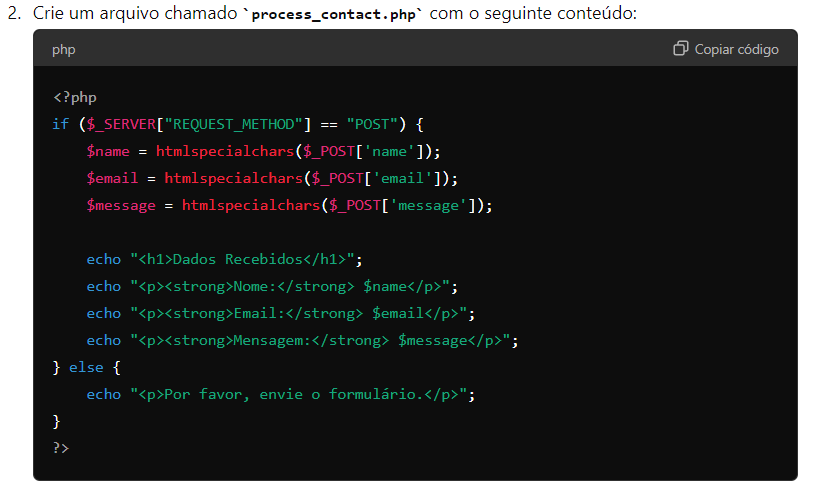 2. Crie um arquivo chamado `process_contact.php` com o seguinte conteúdo:
php
Copiar código
<?php
if ($_SERVER["REQUEST_METHOD"] == "POST") {
    $name = htmlspecialchars($_POST['name']);
    $email = htmlspecialchars($_POST['email']);
    $message = htmlspecialchars($_POST['message']);

    echo "<h1>Dados Recebidos</h1>";
    echo "<p><strong>Nome:</strong> $name</p>";
    echo "<p><strong>Email:</strong> $email</p>";
    echo "<p><strong>Mensagem:</strong> $message</p>";
} else {
    echo "<p>Por favor, envie o formulário.</p>";
}
?>